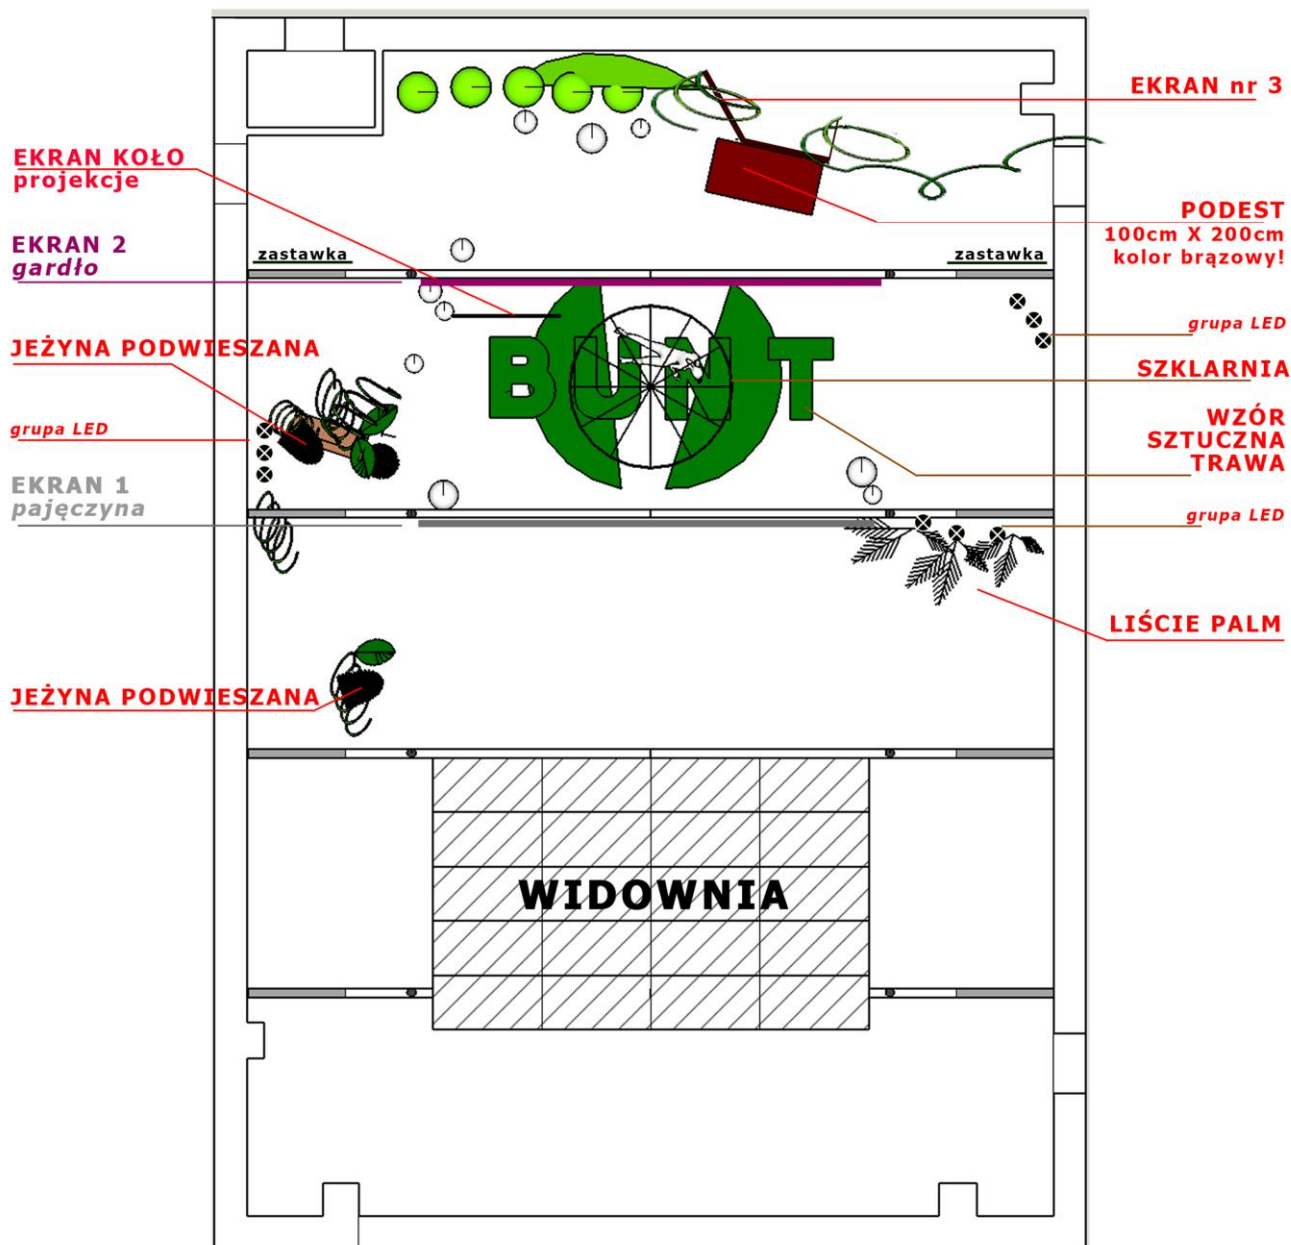 EKRAN nr 3
EKRAN KOŁO
projekcje
PODEST
100cm X 200cm
kolor brązowy!
EKRAN 2
gardło
zastawka
zastawka
grupa LED
JEŻYNA PODWIESZANA
SZKLARNIA
BUNT
WZÓR
SZTUCZNA
TRAWA
grupa LED
EKRAN 1
pajęczyna
grupa LED
LIŚCIE PALM
JEŻYNA PODWIESZANA
WIDOWNIA